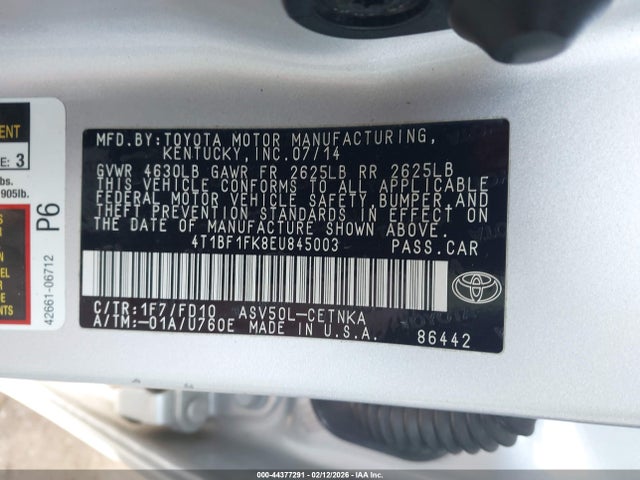 MFD.BY:TOYOTA MOTOR MANUFACTURING,
KENTUCKY,INC.07/14
GVWR 4630LB GAWR FR 2625LB RR 2625LB
THIS VEHICLE CONFORMS TO ALL APPLICABLE
FEDERAL MOTOR VEHICLE SAFETY,BUMPER,AND
THEFT PREVENTION STANDARDS IN EFFECT ON
THE DATE OF MANUFACTURE SHOWN ABOVE.
4T1BF1FK8EU845003 PASS.CAR
C/TR:1F7/FD10 ASV50L-CETNKA
A/TM:-01A/U760E MADE IN U.S.A.
86442
TOYOTA
3
905lb.
P6
42661-06712
000-44377291 - 02/12/2026 - IAA